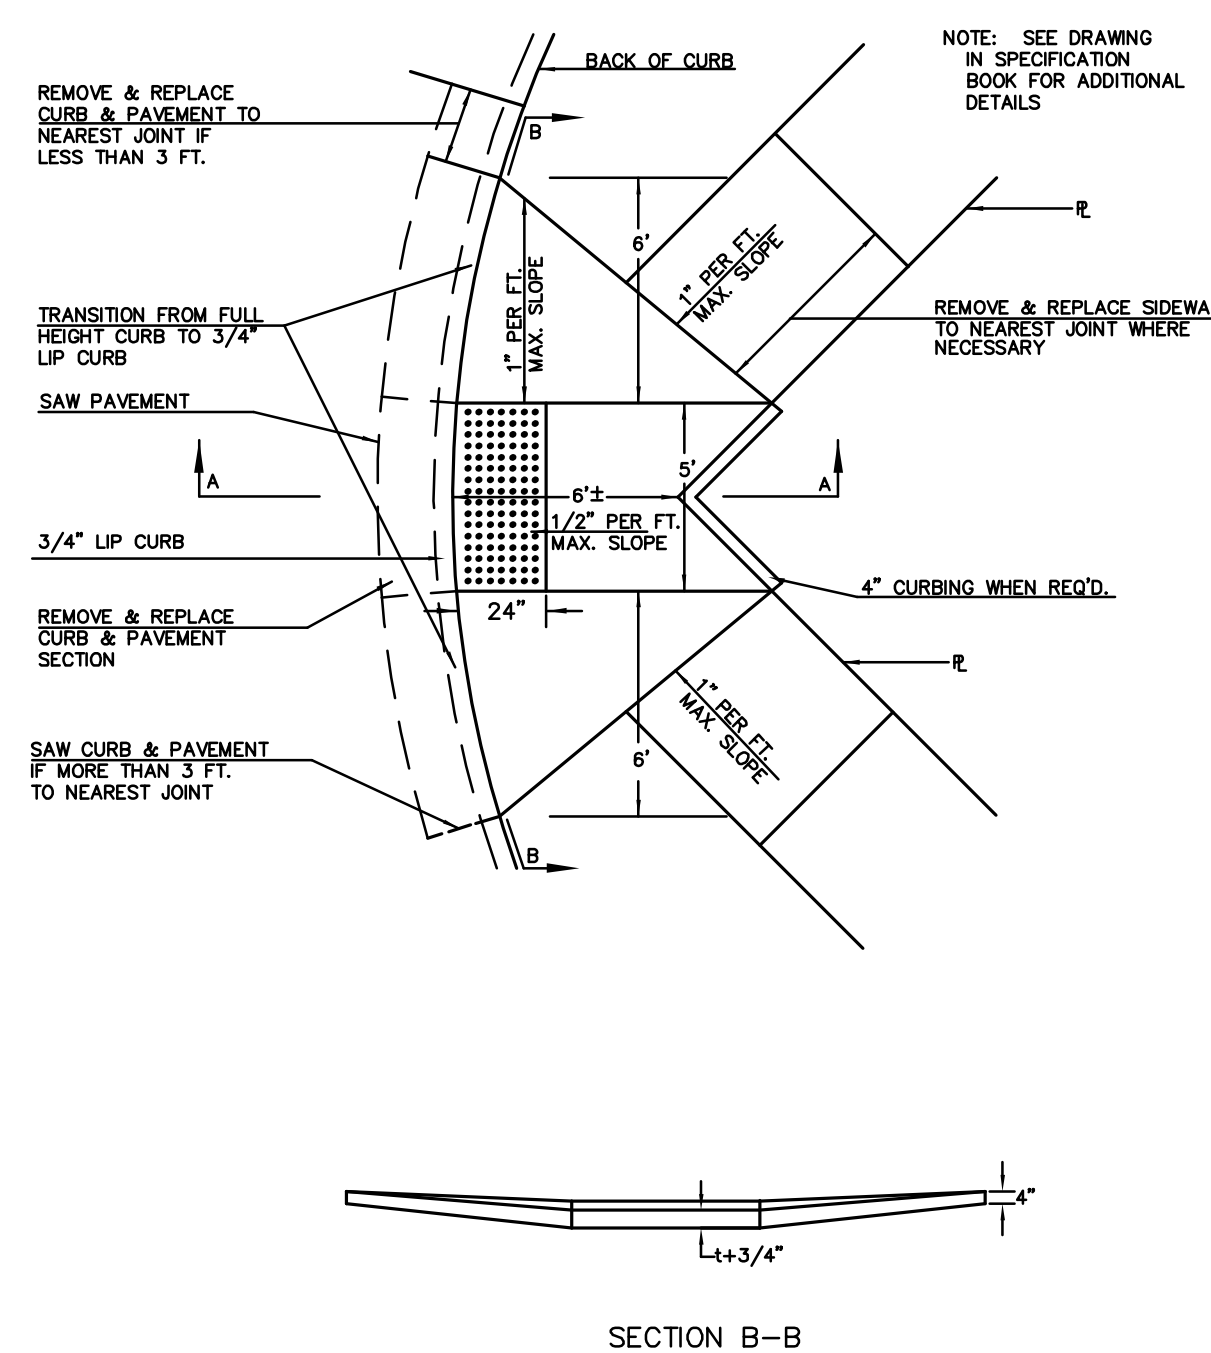 NOTE: SEE DRAWING
IN SPECIFICATION
BOOK FOR ADDITIONAL
DETAILS
BACK OF CURB
REMOVE & REPLACE
CURB & PAVEMENT TO
NEAREST JOINT IF
LESS THAN 3 FT.
B
℄
6'
1" PER FT.
MAX. SLOPE
1" PER FT.
MAX. SLOPE
TRANSITION FROM FULL
HEIGHT CURB TO 3/4"
LIP CURB
REMOVE & REPLACE SIDEWA
TO NEAREST JOINT WHERE
NECESSARY
SAW PAVEMENT
A
A
5'
6'±
1/2" PER FT.
MAX. SLOPE
3/4" LIP CURB
4" CURBING WHEN REQ'D.
24"
REMOVE & REPLACE
CURB & PAVEMENT
SECTION
℄
1" PER FT.
MAX. SLOPE
SAW CURB & PAVEMENT
IF MORE THAN 3 FT.
TO NEAREST JOINT
6'
B
4"
t+3/4"
SECTION B-B